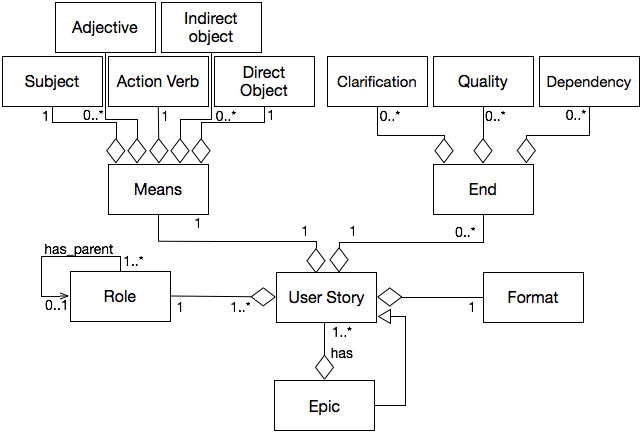 Adjective
Indirect
object
Subject
Action Verb
Direct
Object
Clarification
Quality
Dependency
1
0..*
1
0..*
1
0..*
0..*
0..*
Means
End
1
1
1
0..*
has_parent
1..*
0..1
Role
1
1..*
User Story
1
Format
1..*
has
Epic